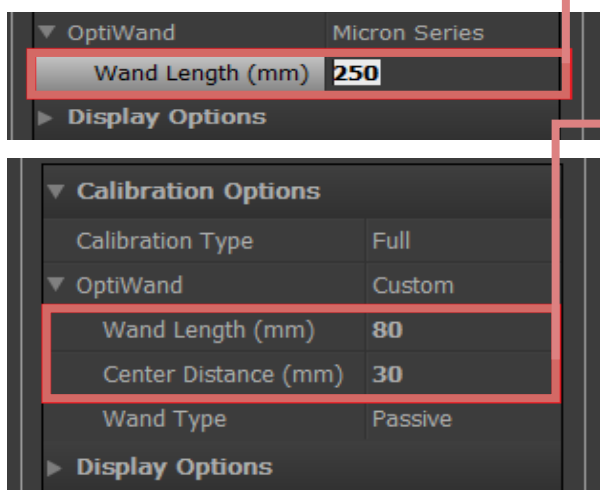 OptiWand Micron Series
Wand Length (mm) 250
Display Options
Calibration Options
Calibration Type Full
OptiWand Custom
Wand Length (mm) 80
Center Distance (mm) 30
Wand Type Passive
Display Options